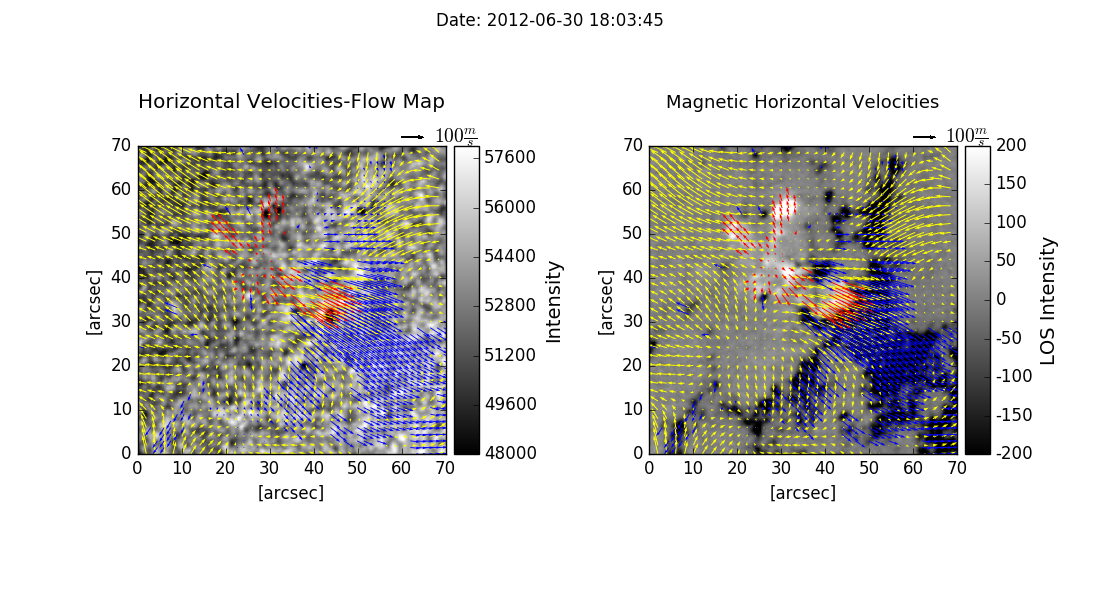 Date: 2012-06-30 18:03:45
Horizontal Velocities-Flow Map
100 m/s
70
60
50
40
30
20
10
0
[arcsec]
0 10 20 30 40 50 60 70
[arcsec]
57600
56000
54400
52800
51200
49600
48000
Intensity
Magnetic Horizontal Velocities
100 m/s
70
60
50
40
30
20
10
0
[arcsec]
0 10 20 30 40 50 60 70
[arcsec]
200
150
100
50
0
-50
-100
-150
-200
LOS Intensity